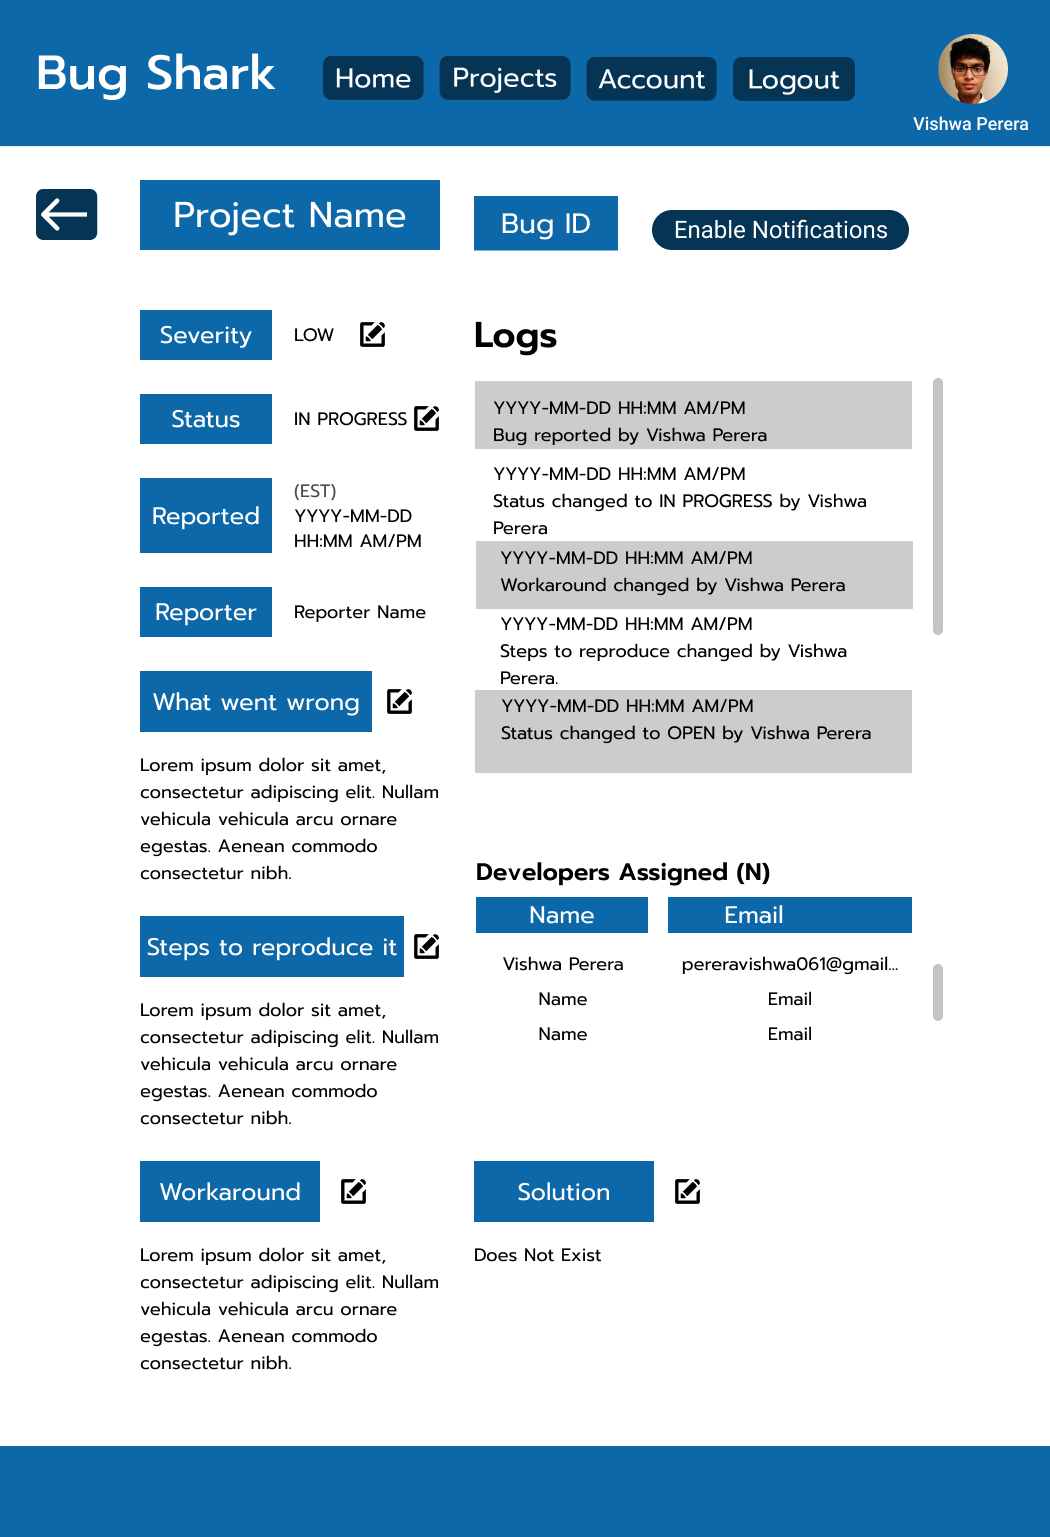 Bug Shark
Home
Projects
Account
Logout
Vishwa Perera
Project Name
Bug ID
Enable Notifications
Severity
LOW
Status
IN PROGRESS
Reported
(EST)
YYYY-MM-DD
HH:MM AM/PM
Reporter
Reporter Name
What went wrong
Lorem ipsum dolor sit amet,
consectetur adipiscing elit. Nullam
vehicula vehicula arcu ornare
egestas. Aenean commodo
consectetur nibh.
Steps to reproduce it
Lorem ipsum dolor sit amet,
consectetur adipiscing elit. Nullam
vehicula vehicula arcu ornare
egestas. Aenean commodo
consectetur nibh.
Workaround
Lorem ipsum dolor sit amet,
consectetur adipiscing elit. Nullam
vehicula vehicula arcu ornare
egestas. Aenean commodo
consectetur nibh.
Logs
YYYY-MM-DD HH:MM AM/PM
Bug reported by Vishwa Perera
YYYY-MM-DD HH:MM AM/PM
Status changed to IN PROGRESS by Vishwa
Perera
YYYY-MM-DD HH:MM AM/PM
Workaround changed by Vishwa Perera
YYYY-MM-DD HH:MM AM/PM
Steps to reproduce changed by Vishwa
Perera.
YYYY-MM-DD HH:MM AM/PM
Status changed to OPEN by Vishwa Perera
Developers Assigned (N)
Name Email
Vishwa Perera pereravishwa061@gmail...
Name Email
Name Email
Solution
Does Not Exist